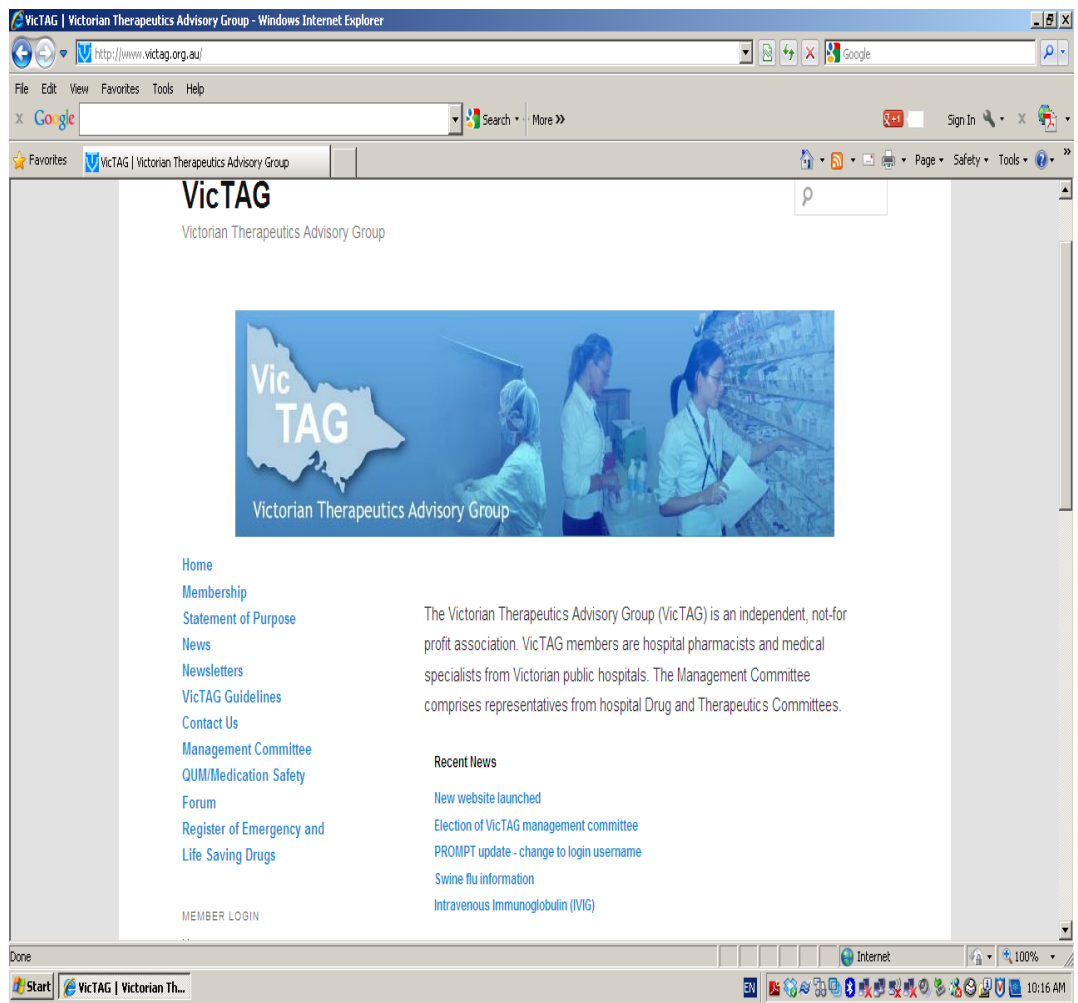 VicTAG | Victorian Therapeutics Advisory Group - Windows Internet Explorer
http://www.victag.org.au/
Google
File Edit View Favorites Tools Help
x Google Search More >> +1 Sign In x
Favorites VicTAG | Victorian Therapeutics Advisory Group Page Safety Tools >>
VicTAG
Victorian Therapeutics Advisory Group
Vic
TAG
Victorian Therapeutics Advisory Group
Home
Membership
Statement of Purpose
News
Newsletters
VicTAG Guidelines
Contact Us
Management Committee
QUM/Medication Safety
Forum
Register of Emergency and
Life Saving Drugs
MEMBER LOGIN
The Victorian Therapeutics Advisory Group (VicTAG) is an independent, not-for
profit association. VicTAG members are hospital pharmacists and medical
specialists from Victorian public hospitals. The Management Committee
comprises representatives from hospital Drug and Therapeutics Committees.
Recent News
New website launched
Election of VicTAG management committee
PROMPT update - change to login username
Swine flu information
Intravenous Immunoglobulin (IVIG)
Done Internet 100%
Start VicTAG | Victorian Th... EN 10:16 AM